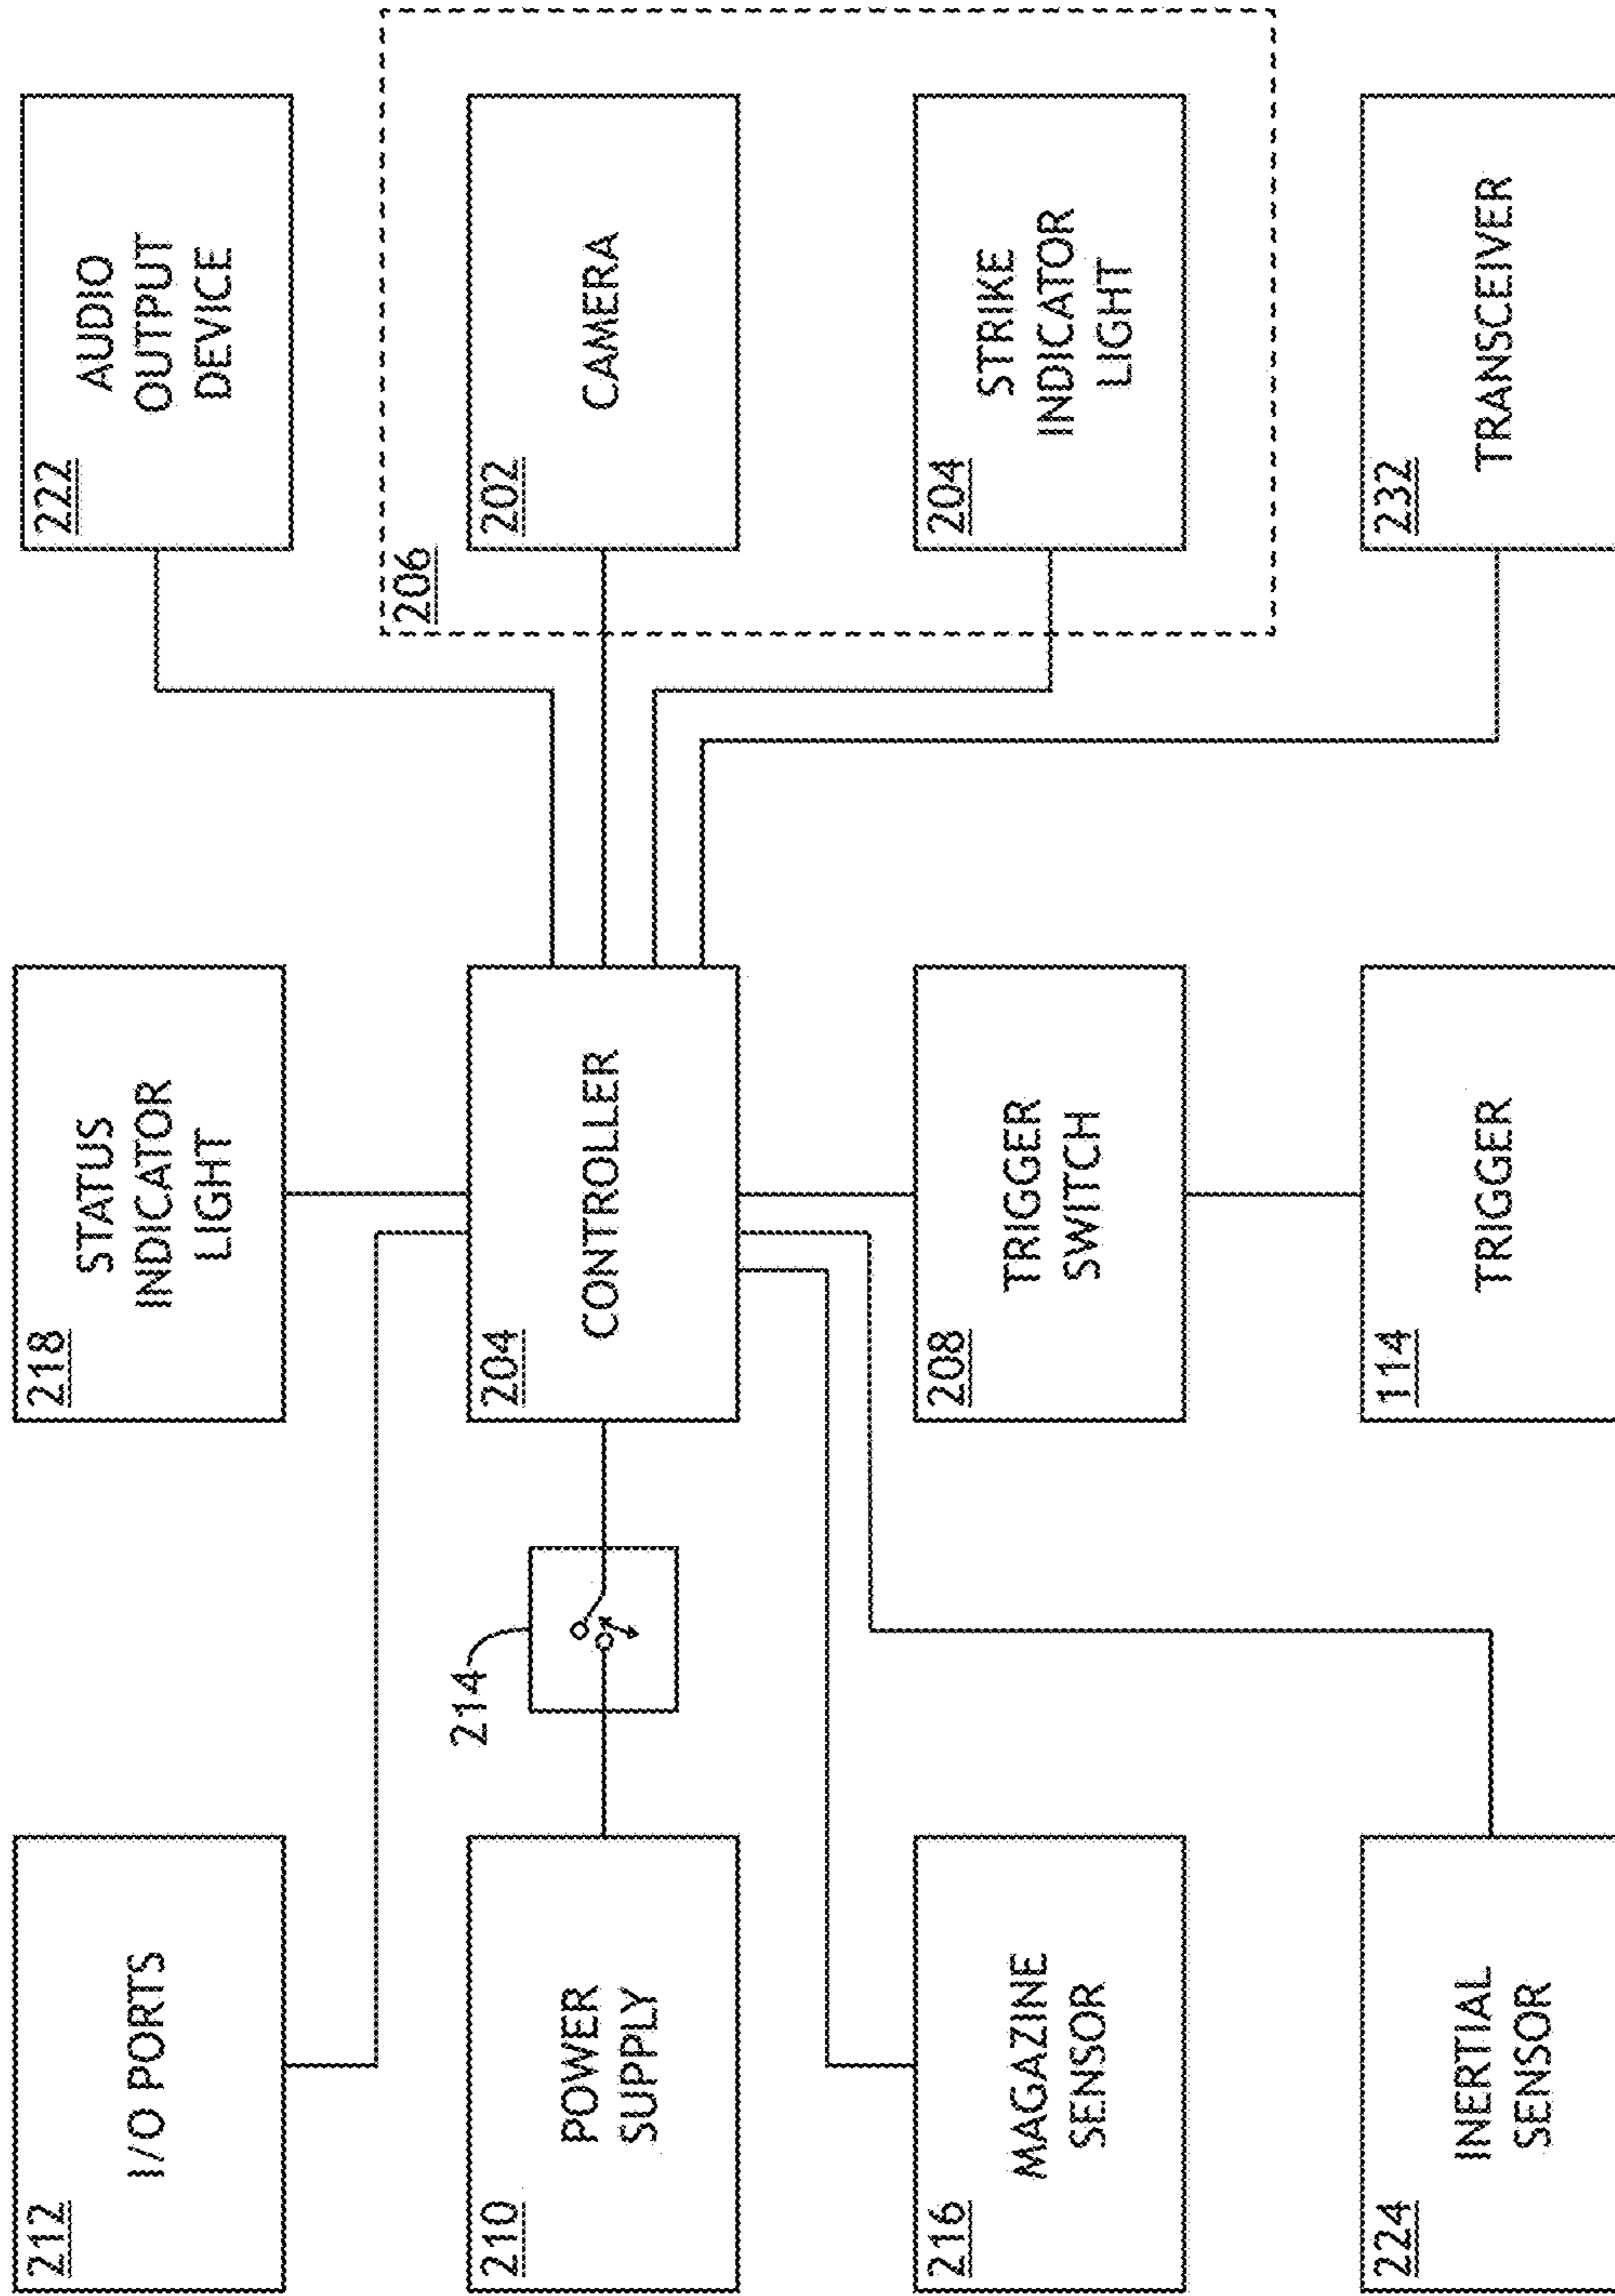 212
I/O PORTS
218
STATUS
INDICATOR
LIGHT
222
AUDIO
OUTPUT
DEVICE
206
210
POWER
SUPPLY
214
204
CONTROLLER
202
CAMERA
216
MAGAZINE
SENSOR
208
TRIGGER
SWITCH
204
STRIKE
INDICATOR
LIGHT
224
INERTIAL
SENSOR
114
TRIGGER
232
TRANSCEIVER